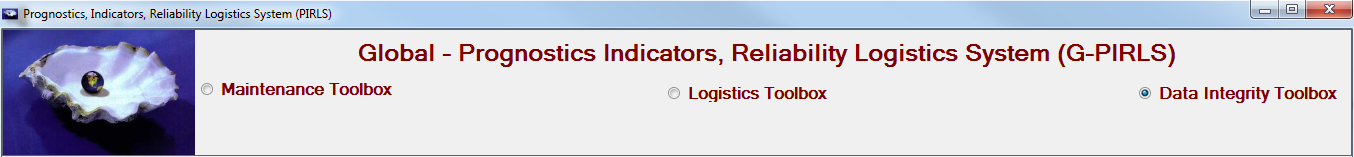 Prognostics, Indicators, Reliability Logistics System (PIRLS)
Global - Prognostics Indicators, Reliability Logistics System (G-PIRLS)
Maintenance Toolbox
Logistics Toolbox
Data Integrity Toolbox